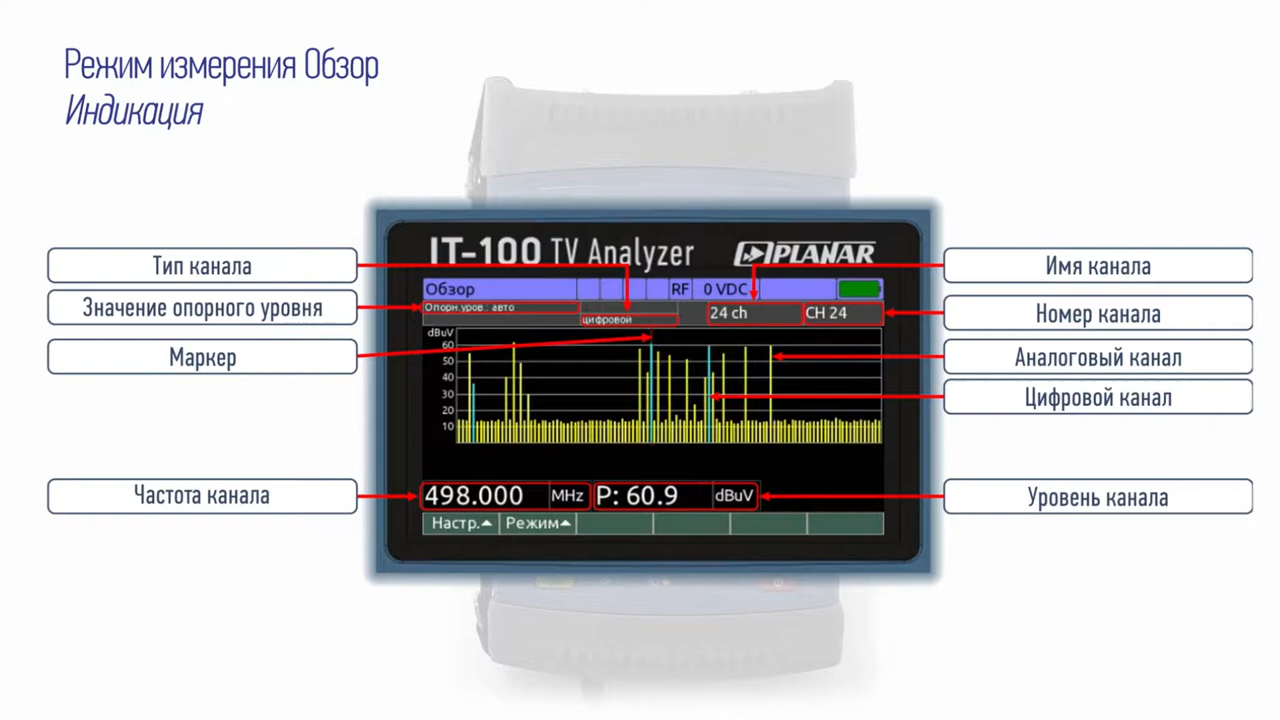 Режим измерения Обзор
Индикация
IT-100 TV Analyzer PLANAR
Тип канала
Имя канала
Обзор RF 0 VDC
Значение опорного уровня
Опорн.уров.: авто
24 ch CH 24
Номер канала
цифровой
dBuV
60
50
40
30
20
10
Маркер
Аналоговый канал
Цифровой канал
Частота канала
498.000 MHz P: 60.9 dBuV
Уровень канала
Настр. Режим